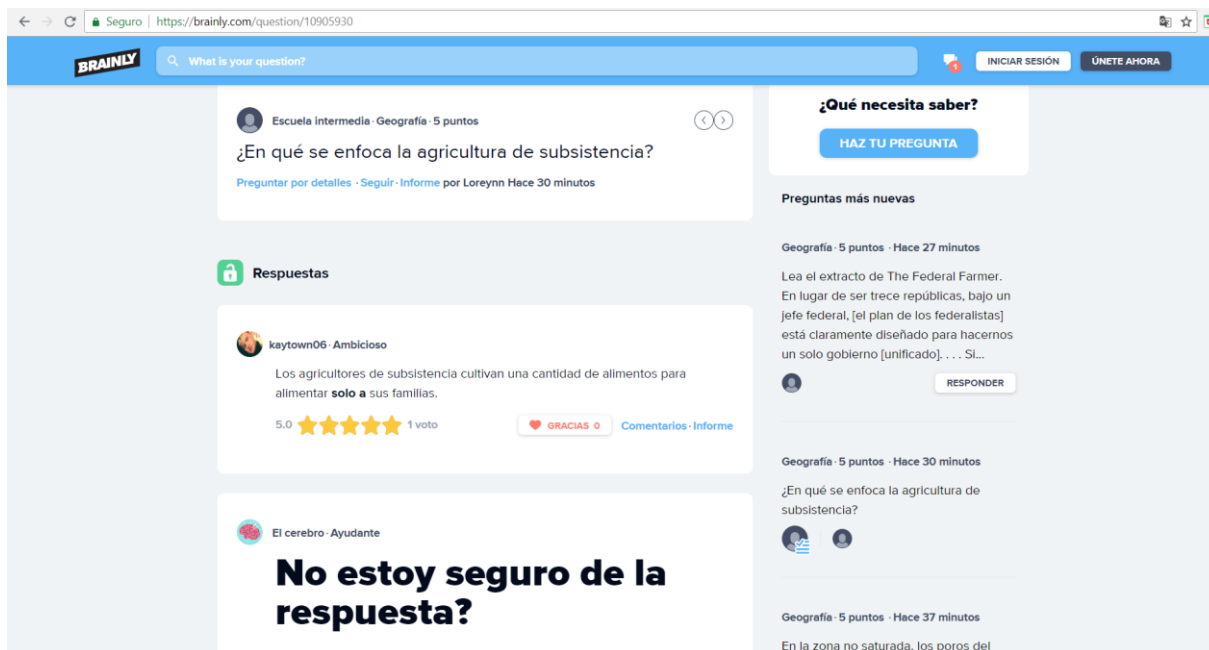 Seguro | https://brainly.com/question/10905930
BRAINLY
What is your question?
1
INICIAR SESIÓN
ÚNETE AHORA
Escuela intermedia · Geografía · 5 puntos
¿En qué se enfoca la agricultura de subsistencia?
Preguntar por detalles · Seguir · Informe por Loreynn Hace 30 minutos
Respuestas
kaytown06 · Ambicioso
Los agricultores de subsistencia cultivan una cantidad de alimentos para
alimentar solo a sus familias.
5.0 1 voto
GRACIAS 0
Comentarios · Informe
El cerebro · Ayudante
No estoy seguro de la
respuesta?
¿Qué necesita saber?
HAZ TU PREGUNTA
Preguntas más nuevas
Geografía · 5 puntos · Hace 27 minutos
Lea el extracto de The Federal Farmer.
En lugar de ser trece repúblicas, bajo un
jefe federal, [el plan de los federalistas]
está claramente diseñado para hacernos
un solo gobierno [unificado]. . . . Si...
RESPONDER
Geografía · 5 puntos · Hace 30 minutos
¿En qué se enfoca la agricultura de
subsistencia?
Geografía · 5 puntos · Hace 37 minutos
En la zona no saturada, los poros del